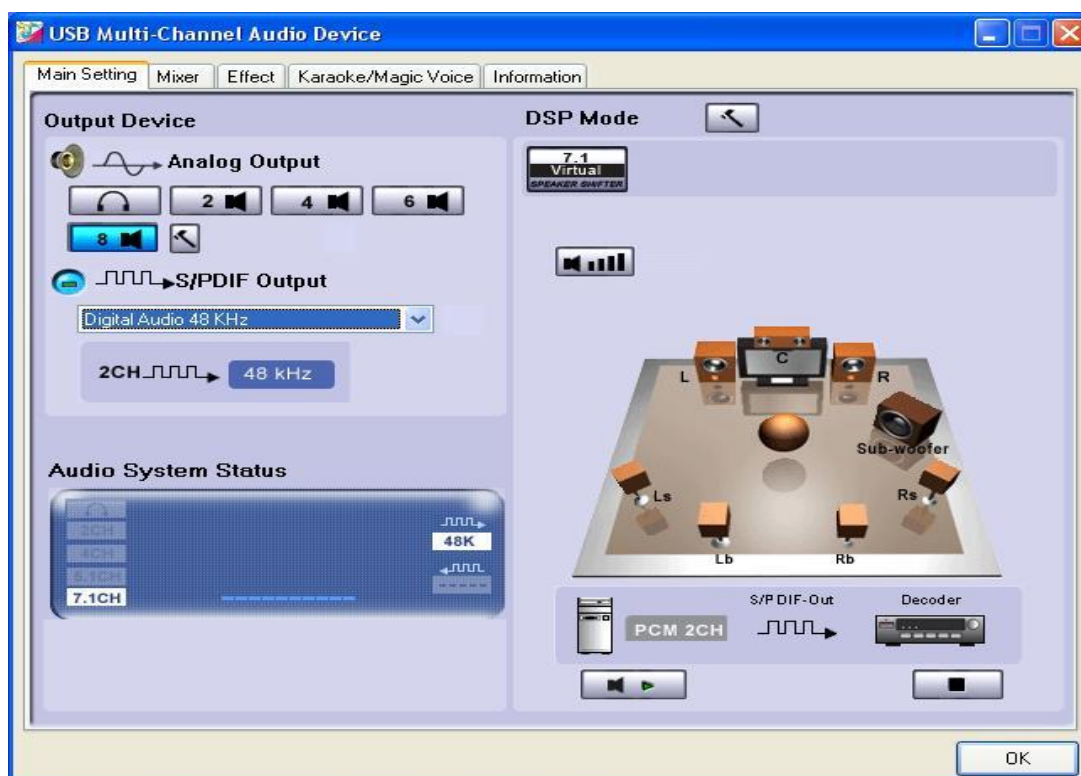 USB Multi-Channel Audio Device
Main Setting Mixer Effect Karaoke/Magic Voice Information
Output Device
Analog Output
2 4 6
8
S/PDIF Output
Digital Audio 48 KHz
2CH 48 kHz
Audio System Status
2CH
4CH
5.1CH
7.1CH
48K
-----
DSP Mode
7.1
Virtual
SPEAKER SHIFTER
C
L R
Sub-woofer
Ls Rs
Lb Rb
S/PDIF-Out Decoder
PCM 2CH
OK